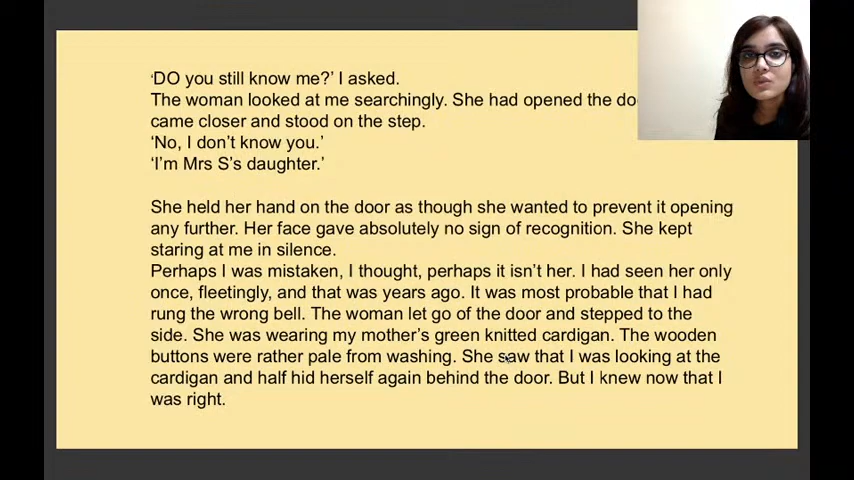 ‘DO you still know me?’ I asked.
The woman looked at me searchingly. She had opened the
came closer and stood on the step.
‘No, I don’t know you.’
‘I’m Mrs S’s daughter.’
She held her hand on the door as though she wanted to prevent it opening
any further. Her face gave absolutely no sign of recognition. She kept
staring at me in silence.
Perhaps I was mistaken, I thought, perhaps it isn’t her. I had seen her only
once, fleetingly, and that was years ago. It was most probable that I had
rung the wrong bell. The woman let go of the door and stepped to the
side. She was wearing my mother’s green knitted cardigan. The wooden
buttons were rather pale from washing. She saw that I was looking at the
cardigan and half hid herself again behind the door. But I knew now that I
was right.